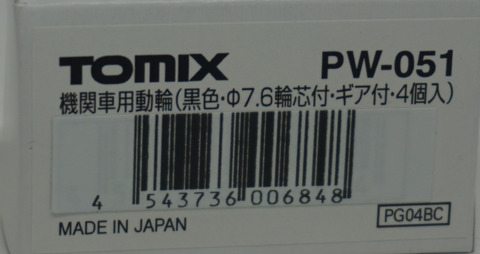 TOMIX PW-051
機関車用動輪(黒色・Φ7.6輪芯付・ギア付・4個入)
4 543736 006848
MADE IN JAPAN PG04BC